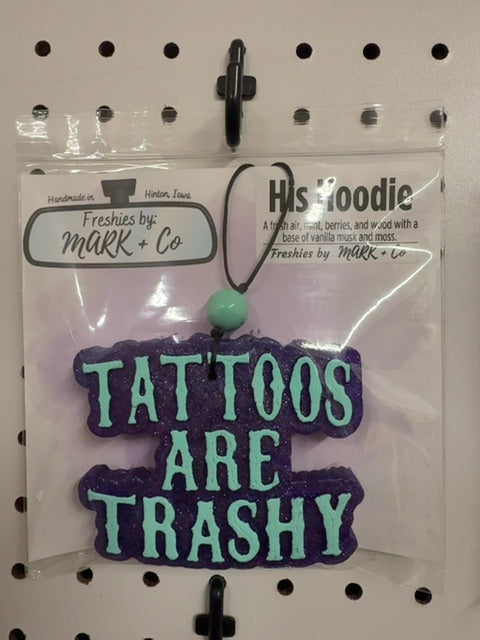 Handmade in Hinton, Iowa
Freshies by:
MARK + Co
His Hoodie
A fresh air, mint, berries, and wood with a
base of vanilla musk and moss.
Freshies by MARK + Co
TATTOOS
ARE
TRASHY